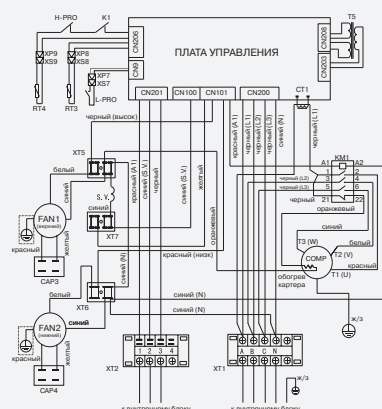 H-PRO K1
CN206
ПЛАТА УПРАВЛЕНИЯ
CN208
T5
XP9 XP8
XS9 XS8
CN9
CN203
XP7
XS7
L-PRO
RT4 RT3
CN201 CN100 CN101 CN200
CT1
черный (высок)
красный (A1)
черный (L1)
черный (L2)
черный (L3)
синий (N)
черный (L1)
XT5
белый
синий
S.V.
синий
XT7
красный (A1)
синий (S.V.)
черный
синий (S.V.)
желтый
оранжевый
KM1
A1 A2
1 2
черный (L2) 3 4
черный (L3) 5 6
черный 21 22
оранжевый
FAN1
(верхний)
красный
желтый
CAP3
синий
красный (низк)
T3 (W)
белый
COMP
T2 (V)
красный
T1 (U)
обогрев
картера
белый
XT6
синий (N)
синий (N)
синий (N)
FAN2
(нижний)
синий
красный
желтый
CAP4
1 2 3 4
XT2
A B C N
XT1
ж/з
ж/з
к внутреннему блоку к внутреннему блоку